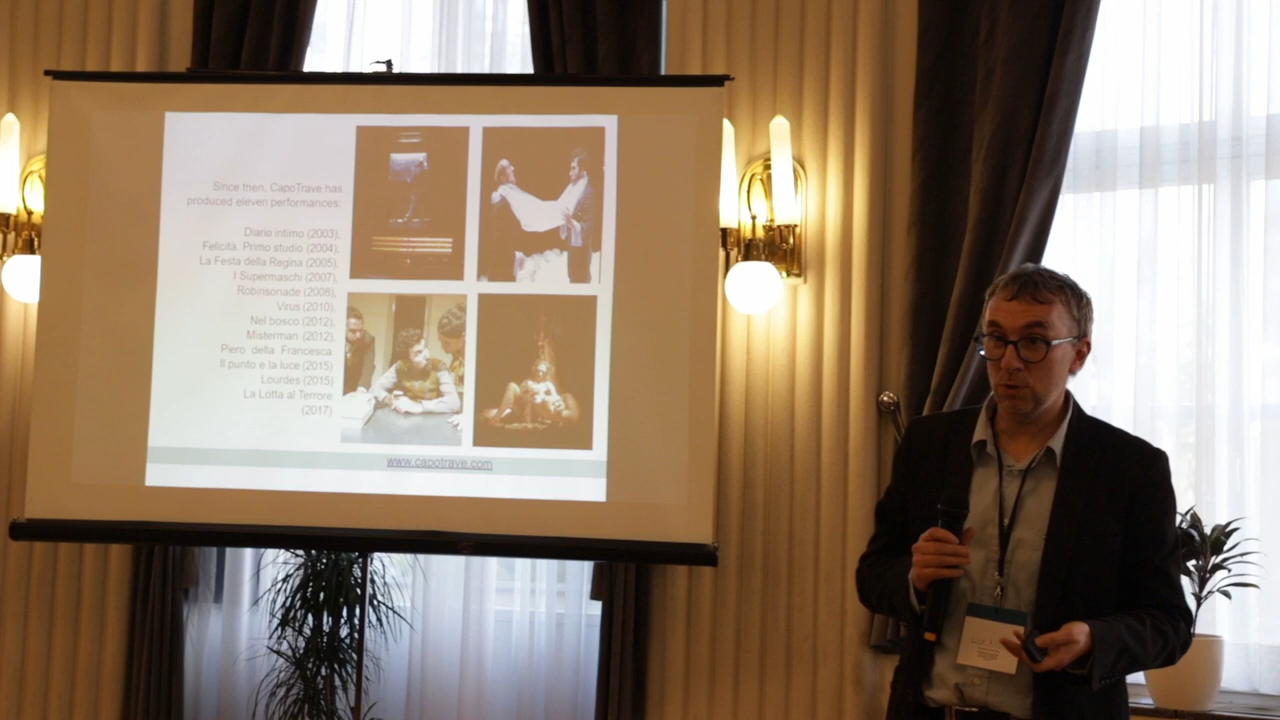 Since then, CapoTrave has
produced eleven performances:
Diario intimo (2003),
Felicità. Primo studio (2004),
La Festa della Regina (2005),
I Supermaschi (2007),
Robinsonade (2008),
Virus (2010),
Nel bosco (2012),
Misterman (2012),
Piero della Francesca.
Il punto e la luce (2015)
Lourdes (2015)
La Lotta al Terrore
(2017)
www.capotrave.com